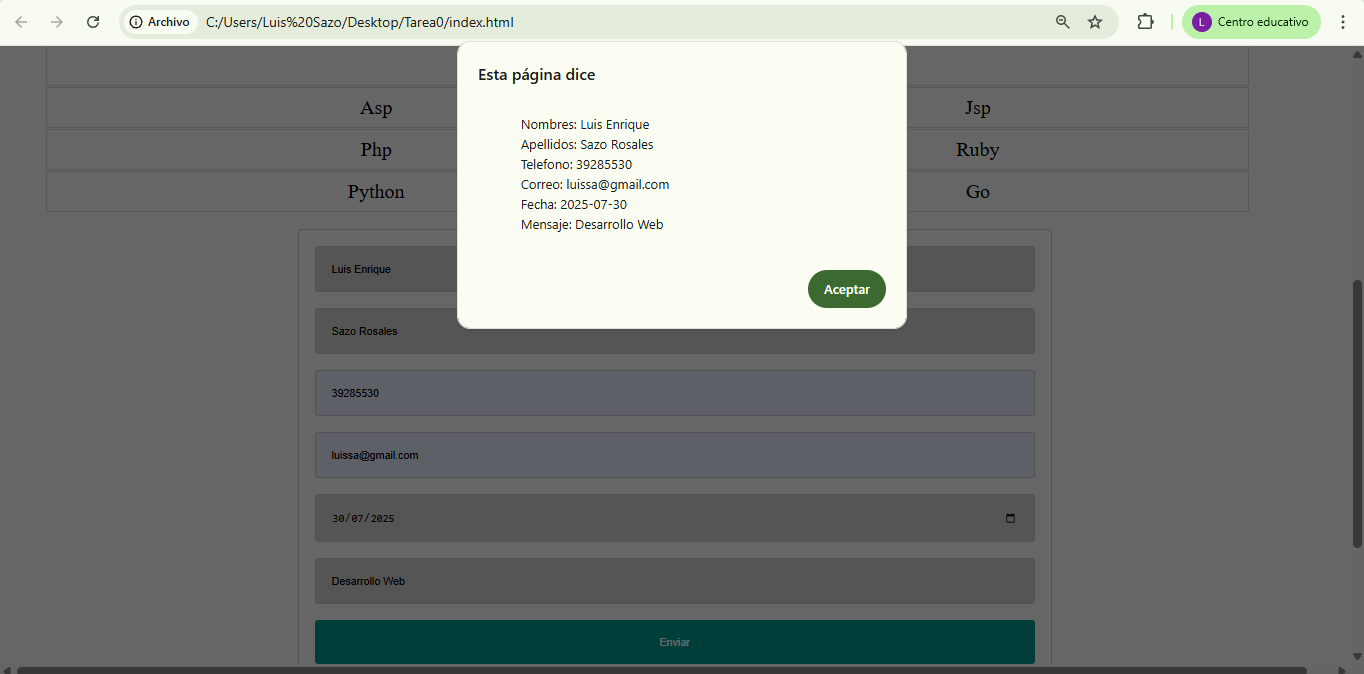 Archivo C:/Users/Luis%20Sazo/Desktop/Tarea0/index.html L Centro educativo
Esta página dice
Nombres: Luis Enrique
Apellidos: Sazo Rosales
Telefono: 39285530
Correo: luissa@gmail.com
Fecha: 2025-07-30
Mensaje: Desarrollo Web
Aceptar
Asp Jsp
Php Ruby
Python Go
Luis Enrique
Sazo Rosales
39285530
luissa@gmail.com
30/07/2025
Desarrollo Web
Enviar